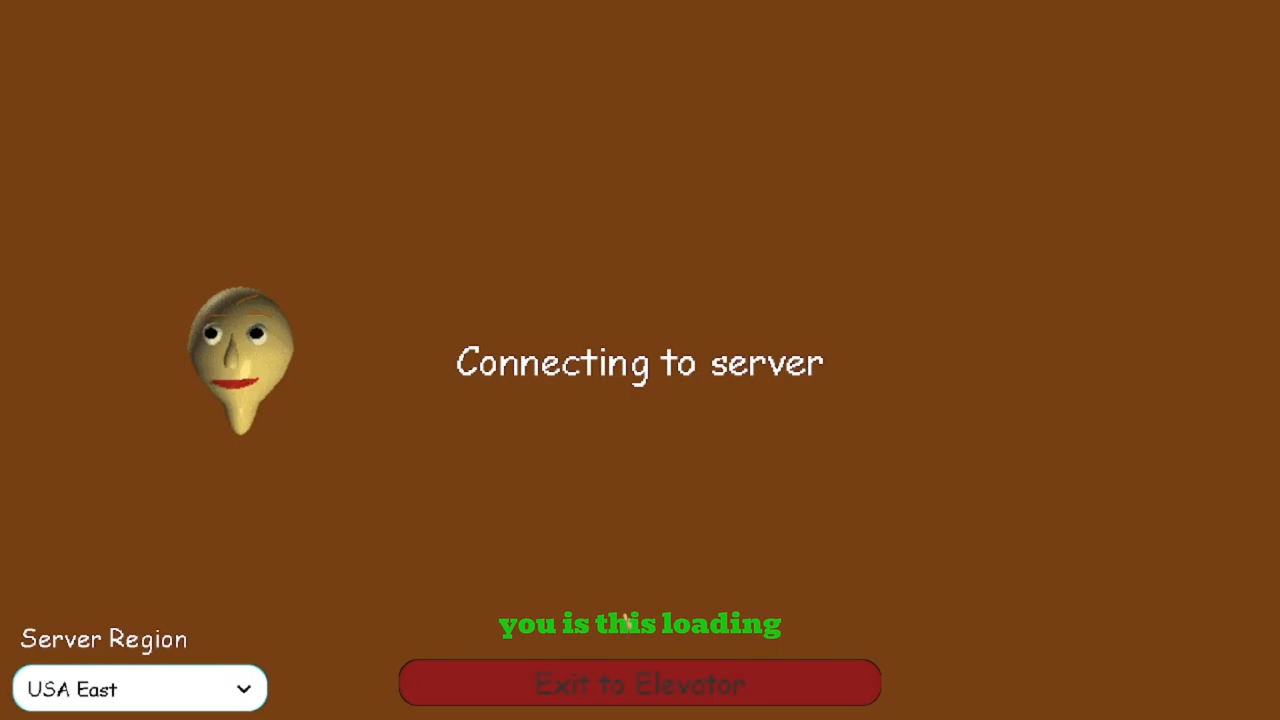 Connecting to server
you is this loading
Server Region
USA East
Exit to Elevator